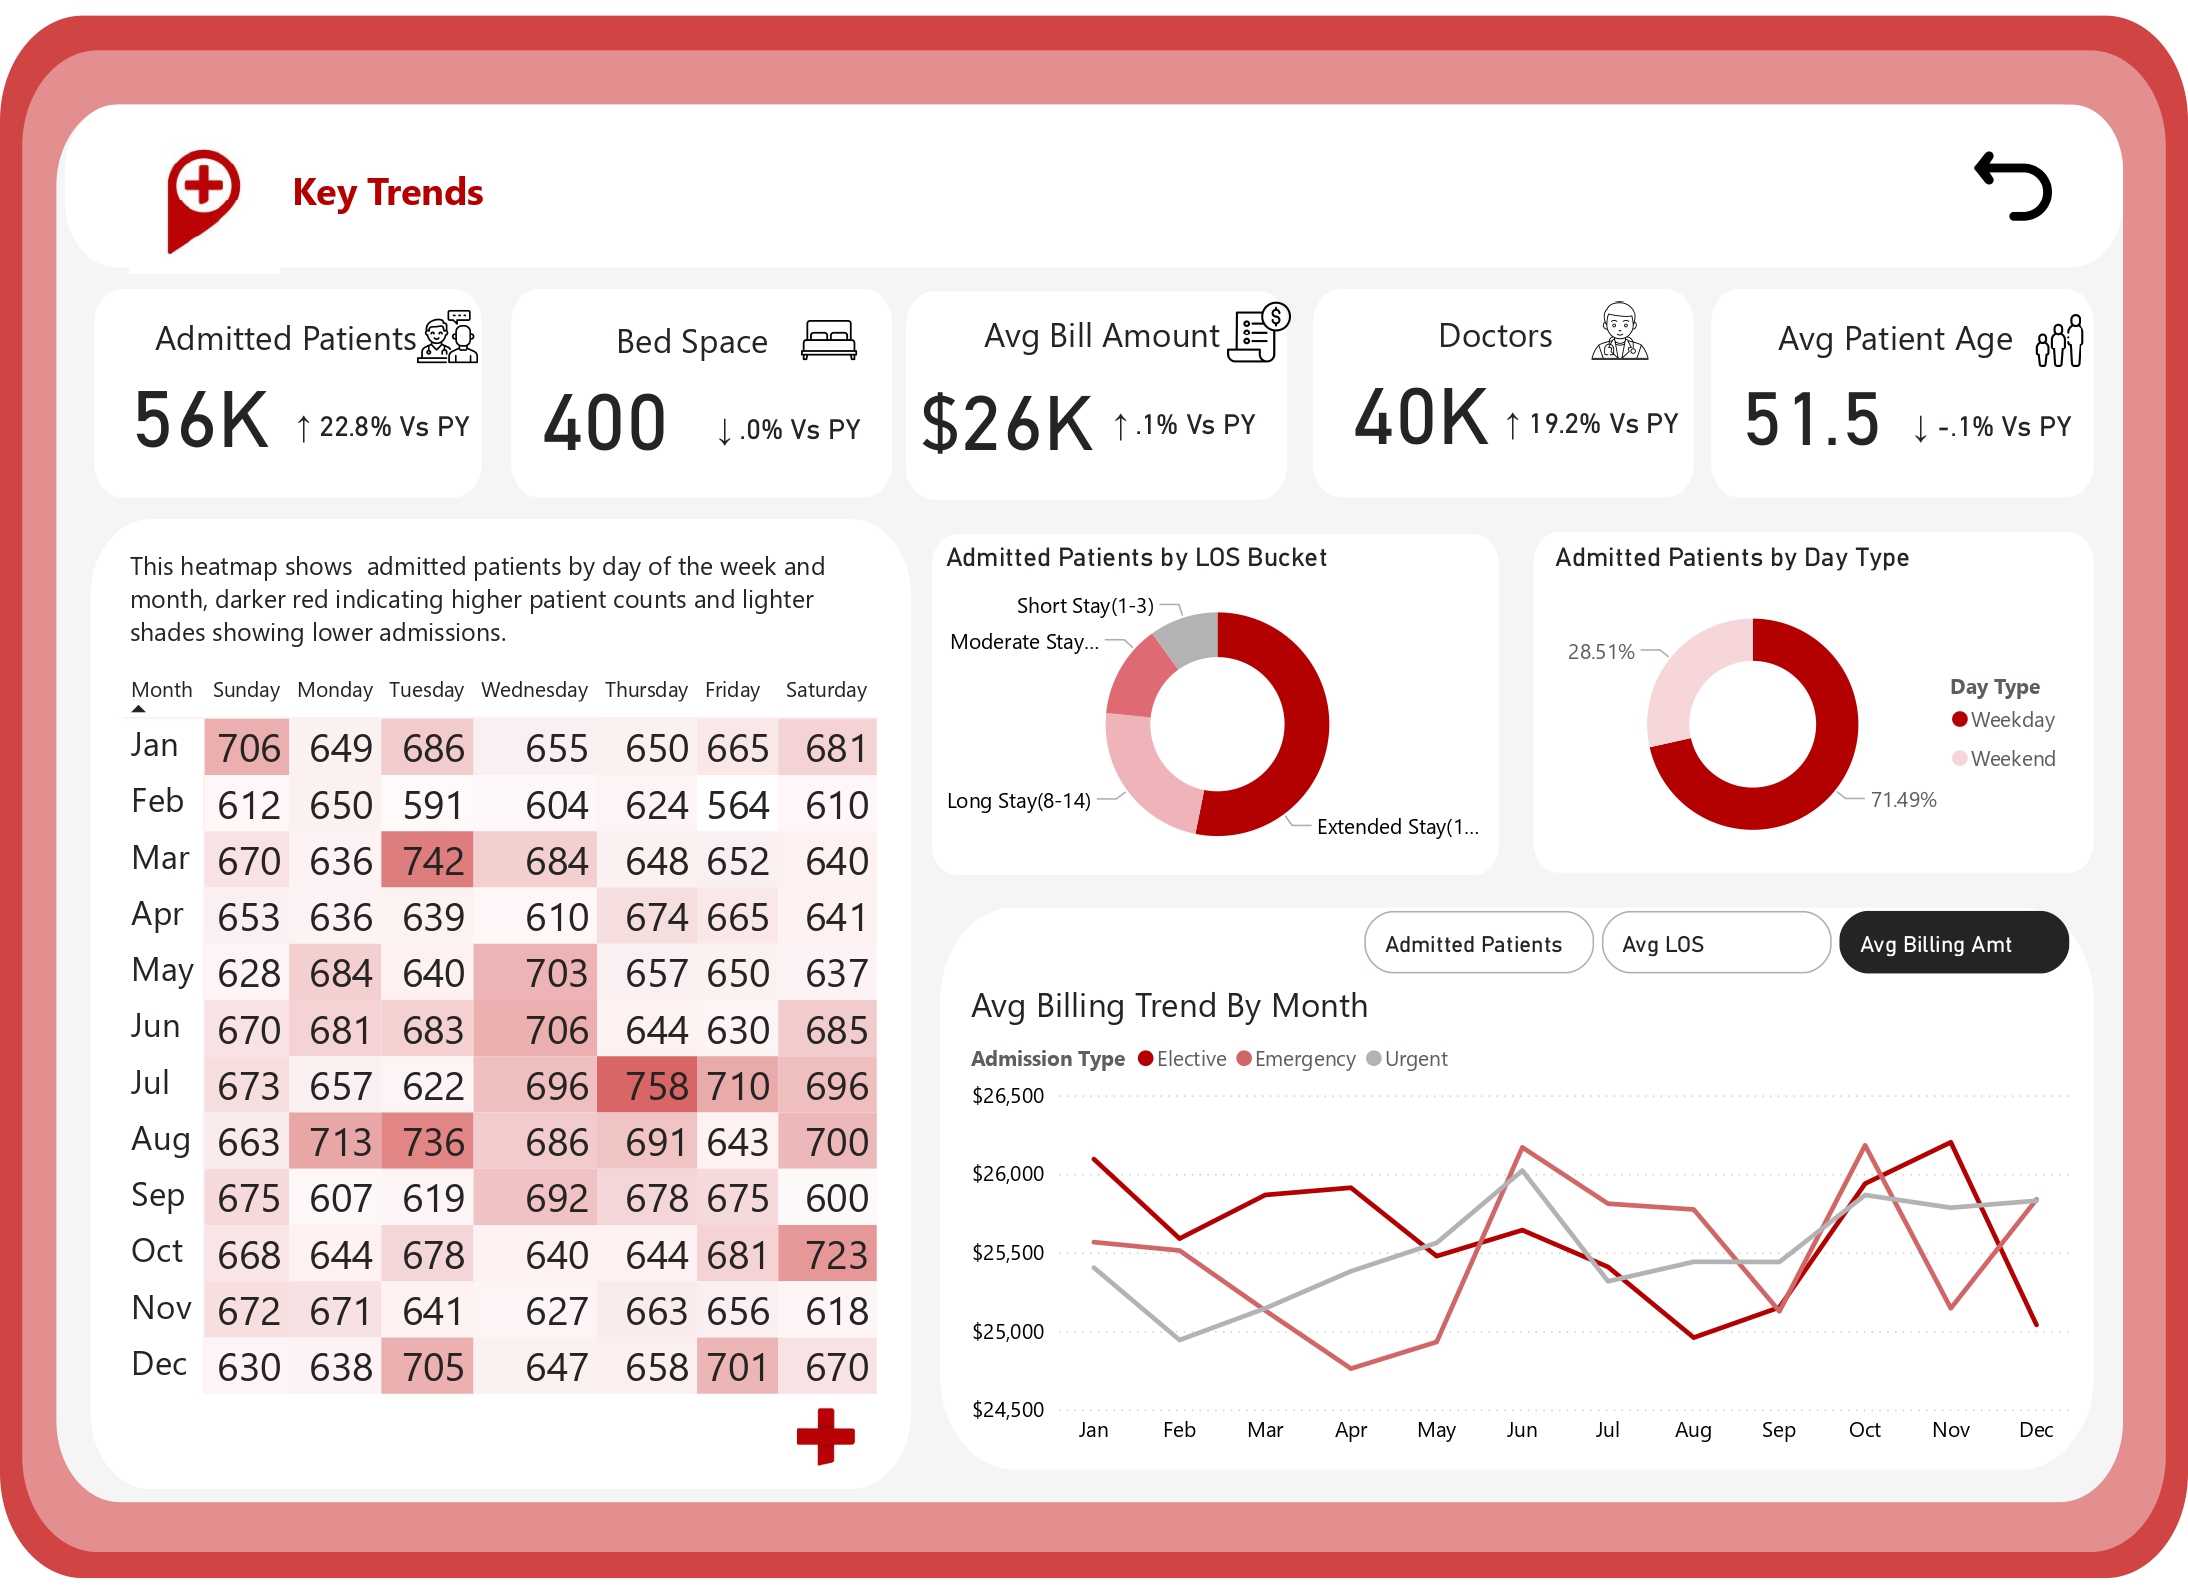 Key Trends
Admitted Patients
56K ↑ 22.8% Vs PY
Bed Space
400 ↓ .0% Vs PY
Avg Bill Amount
$
$26K ↑ .1% Vs PY
Doctors
40K ↑ 19.2% Vs PY
Avg Patient Age
51.5 ↓ -.1% Vs PY
This heatmap shows admitted patients by day of the week and
month, darker red indicating higher patient counts and lighter
shades showing lower admissions.
Month Sunday Monday Tuesday Wednesday Thursday Friday Saturday
Jan 706 649 686 655 650 665 681
Feb 612 650 591 604 624 564 610
Mar 670 636 742 684 648 652 640
Apr 653 636 639 610 674 665 641
May 628 684 640 703 657 650 637
Jun 670 681 683 706 644 630 685
Jul 673 657 622 696 758 710 696
Aug 663 713 736 686 691 643 700
Sep 675 607 619 692 678 675 600
Oct 668 644 678 640 644 681 723
Nov 672 671 641 627 663 656 618
Dec 630 638 705 647 658 701 670
Admitted Patients by LOS Bucket
Short Stay(1-3)
Moderate Stay...
Long Stay(8-14)
Extended Stay(1...
Admitted Patients by Day Type
28.51%
71.49%
Day Type
Weekday
Weekend
Admitted Patients
Avg LOS
Avg Billing Amt
Avg Billing Trend By Month
Admission Type Elective Emergency Urgent
$26,500
$26,000
$25,500
$25,000
$24,500
Jan Feb Mar Apr May Jun Jul Aug Sep Oct Nov Dec